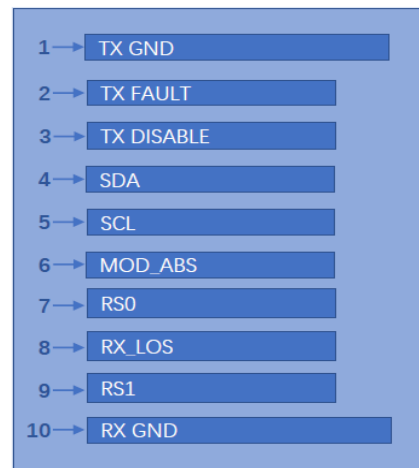 1 TX GND
2 TX FAULT
3 TX DISABLE
4 SDA
5 SCL
6 MOD_ABS
7 RS0
8 RX_LOS
9 RS1
10 RX GND